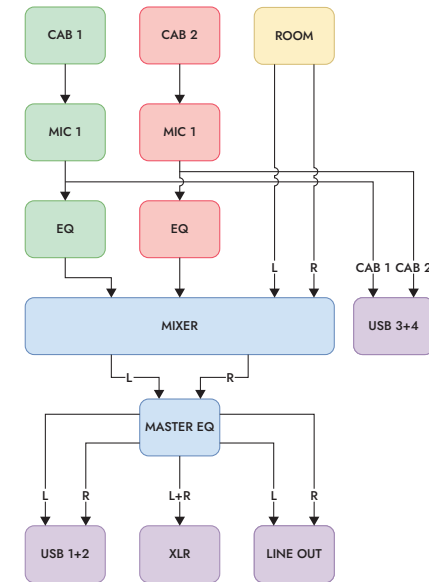 CAB 1
CAB 2
ROOM
MIC 1
MIC 1
EQ
EQ
L
R
CAB 1
CAB 2
MIXER
USB 3+4
L
R
MASTER EQ
L
R
L+R
L
R
USB 1+2
XLR
LINE OUT